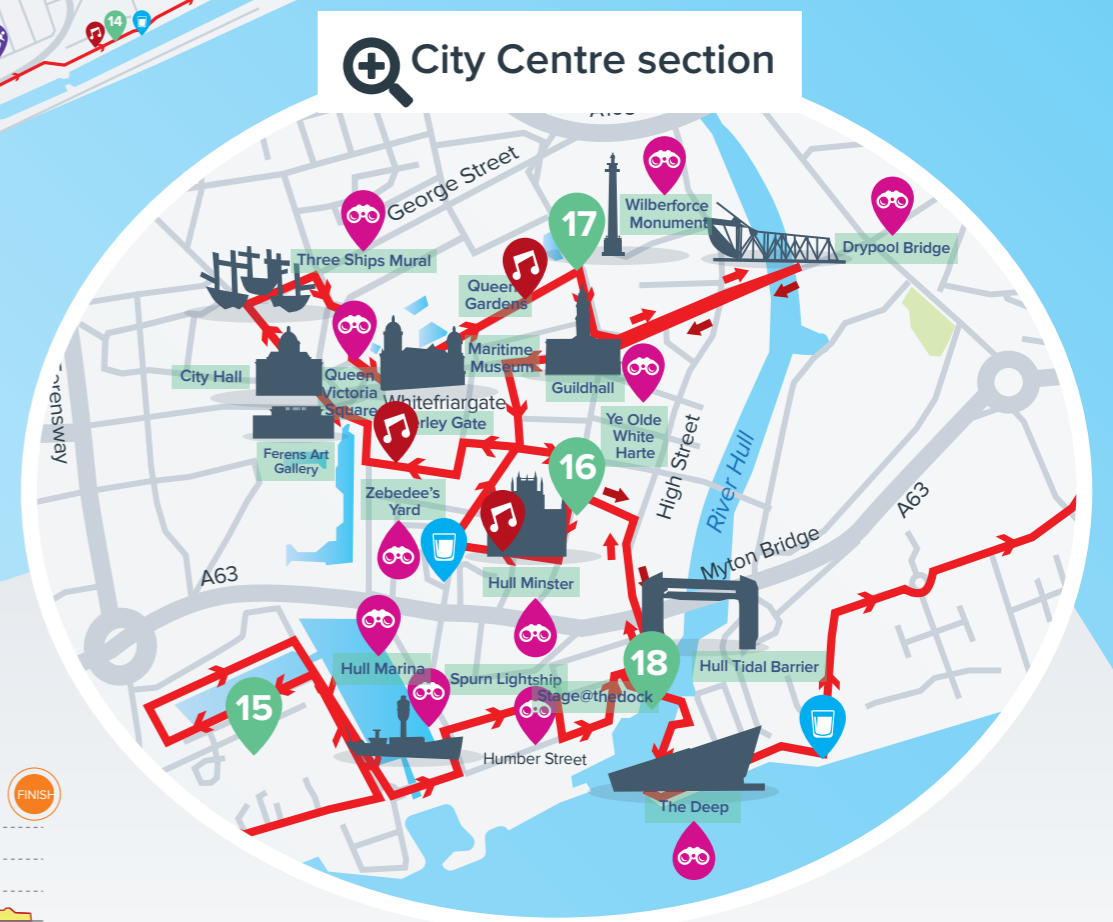 14
City Centre section
George Street
17
Wilberforce
Monument
Drypool Bridge
Three Ships Mural
Queen
Gardens
City Hall
Queen
Victoria
Square
Maritime
Museum
Guildhall
Whitefriargate
erley Gate
Ferens Art
Gallery
Ye Olde
White
Harte
16
High Street
River Hull
A63
Zebedee's
Yard
Myton Bridge
A63
Hull Minster
Hull Marina
Spurn Lightship
Stage@thedock
18
Hull Tidal Barrier
15
Humber Street
The Deep
FINISH